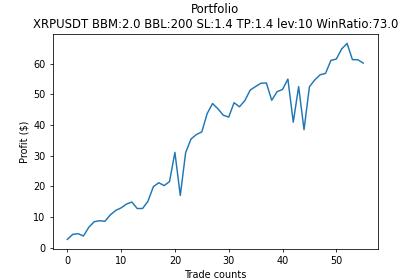 Portfolio
XRPUSDT BBM:2.0 BBL:200 SL:1.4 TP:1.4 lev:10 WinRatio:73.0
Profit ($)
60
50
40
30
20
10
0
0 10 20 30 40 50
Trade counts